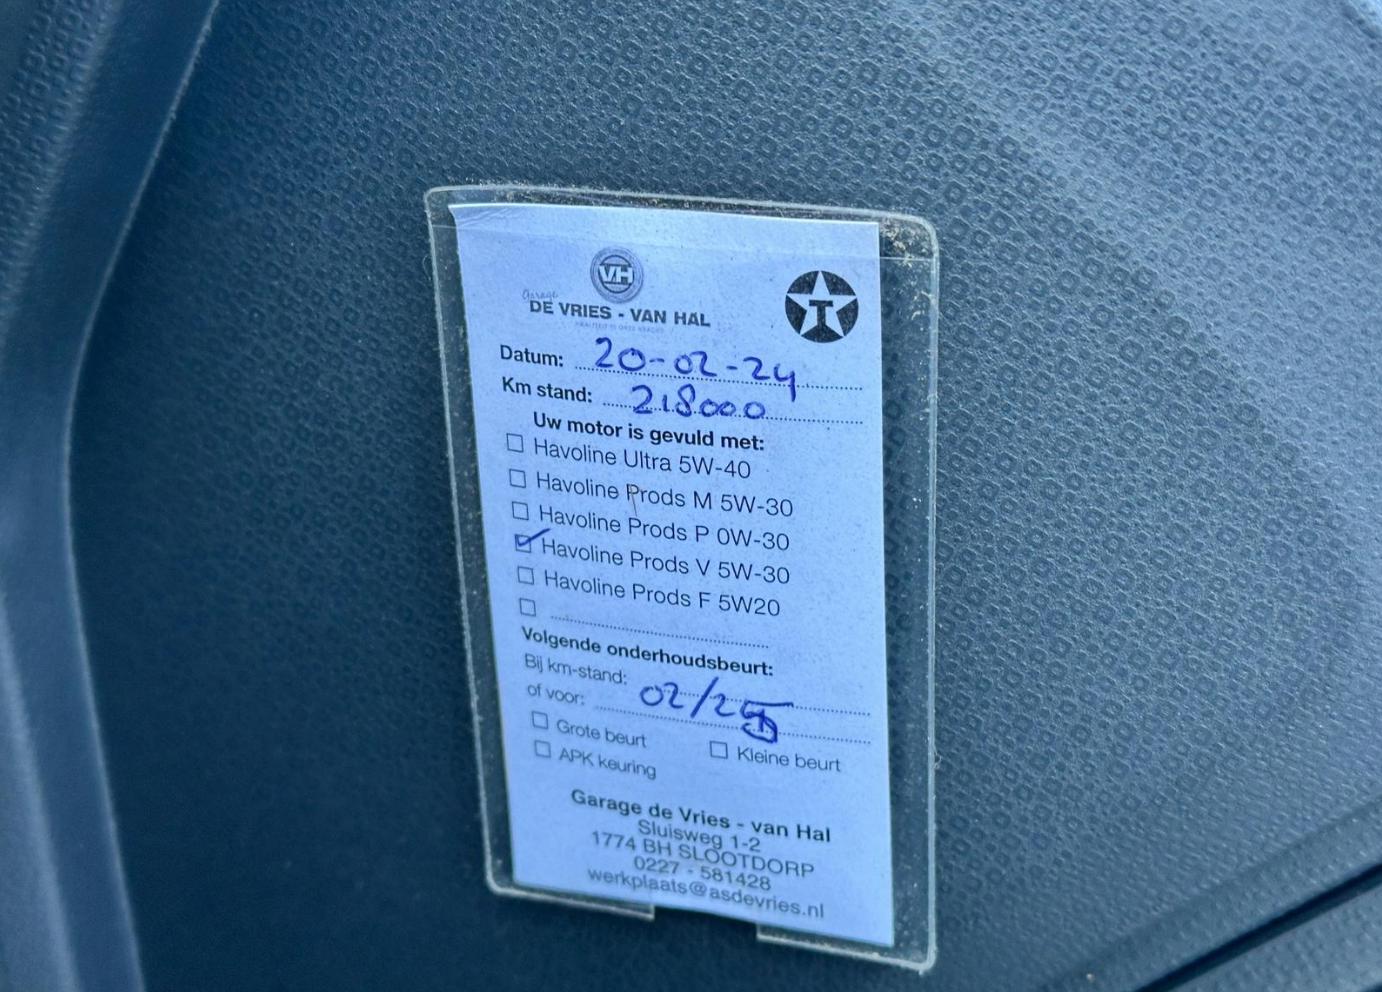 VH
Garage
DE VRIES - VAN HAL
T
Datum: 20-02-24
Km stand: 218000
Uw motor is gevuld met:
☐ Havoline Ultra 5W-40
☐ Havoline Prods M 5W-30
☐ Havoline Prods P 0W-30
☑ Havoline Prods V 5W-30
☐ Havoline Prods F 5W20
☐
Volgende onderhoudsbeurt:
Bij km-stand:
of voor: 02/25
☐ Grote beurt ☐ Kleine beurt
☐ APK keuring
Garage de Vries - van Hal
Sluisweg 1-2
1774 BH SLOOTDORP
0227 - 581428
werkplaats@asdevries.nl